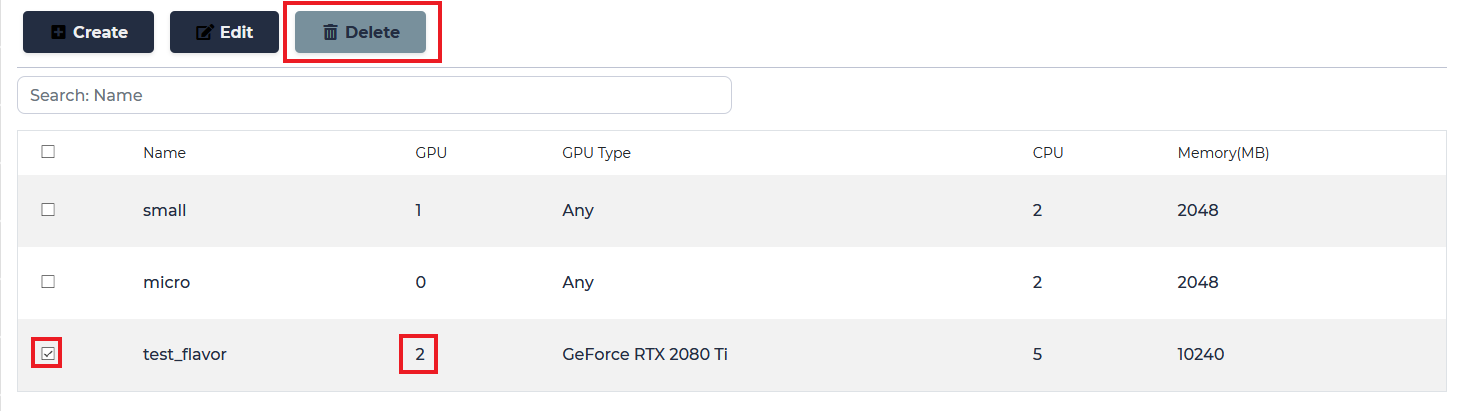 Create Edit Delete
Search: Name
Name GPU GPU Type CPU Memory(MB)
small 1 Any 2 2048
micro 0 Any 2 2048
test_flavor 2 GeForce RTX 2080 Ti 5 10240